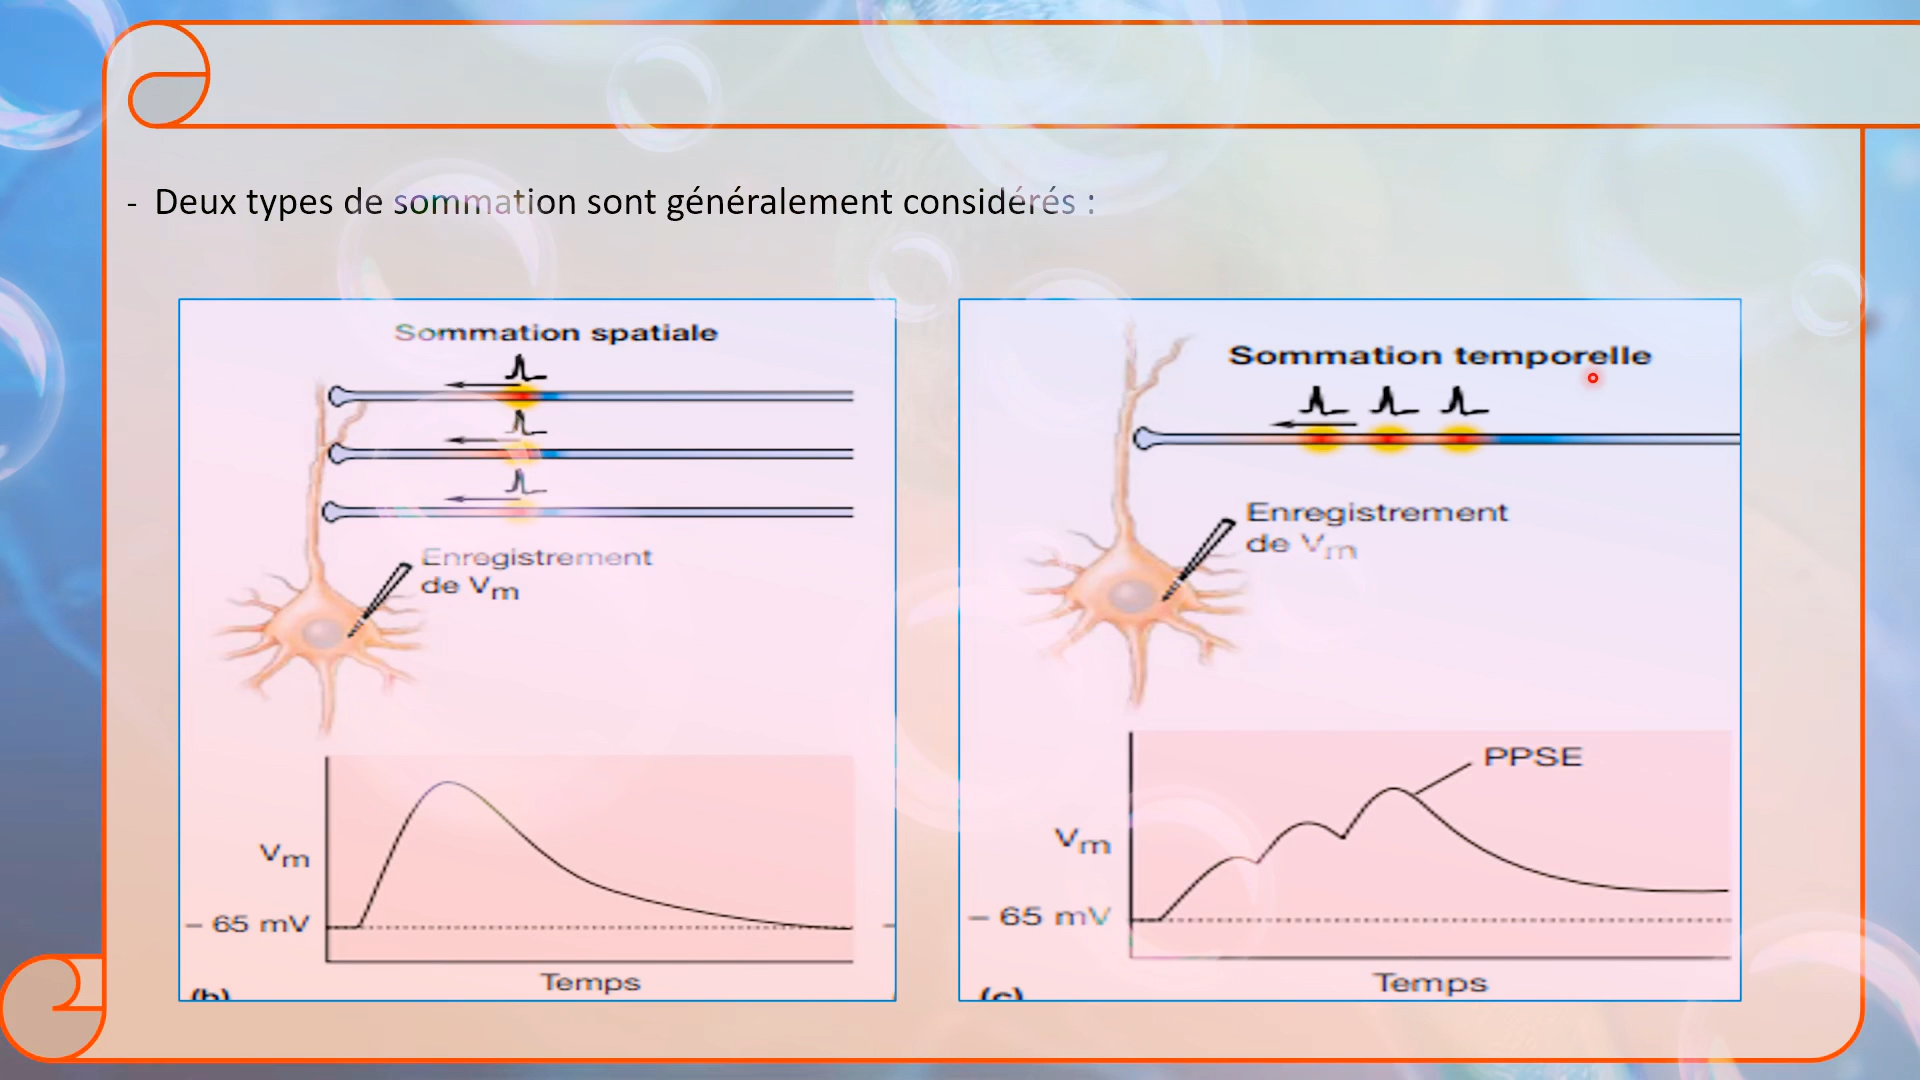 - Deux types de sommation sont généralement considérés :
Sommation spatiale
Enregistrement
de Vm
Vm
– 65 mV
Temps
(b)
Sommation temporelle
Enregistrement
de Vm
PPSE
Vm
– 65 mV
Temps
(c)